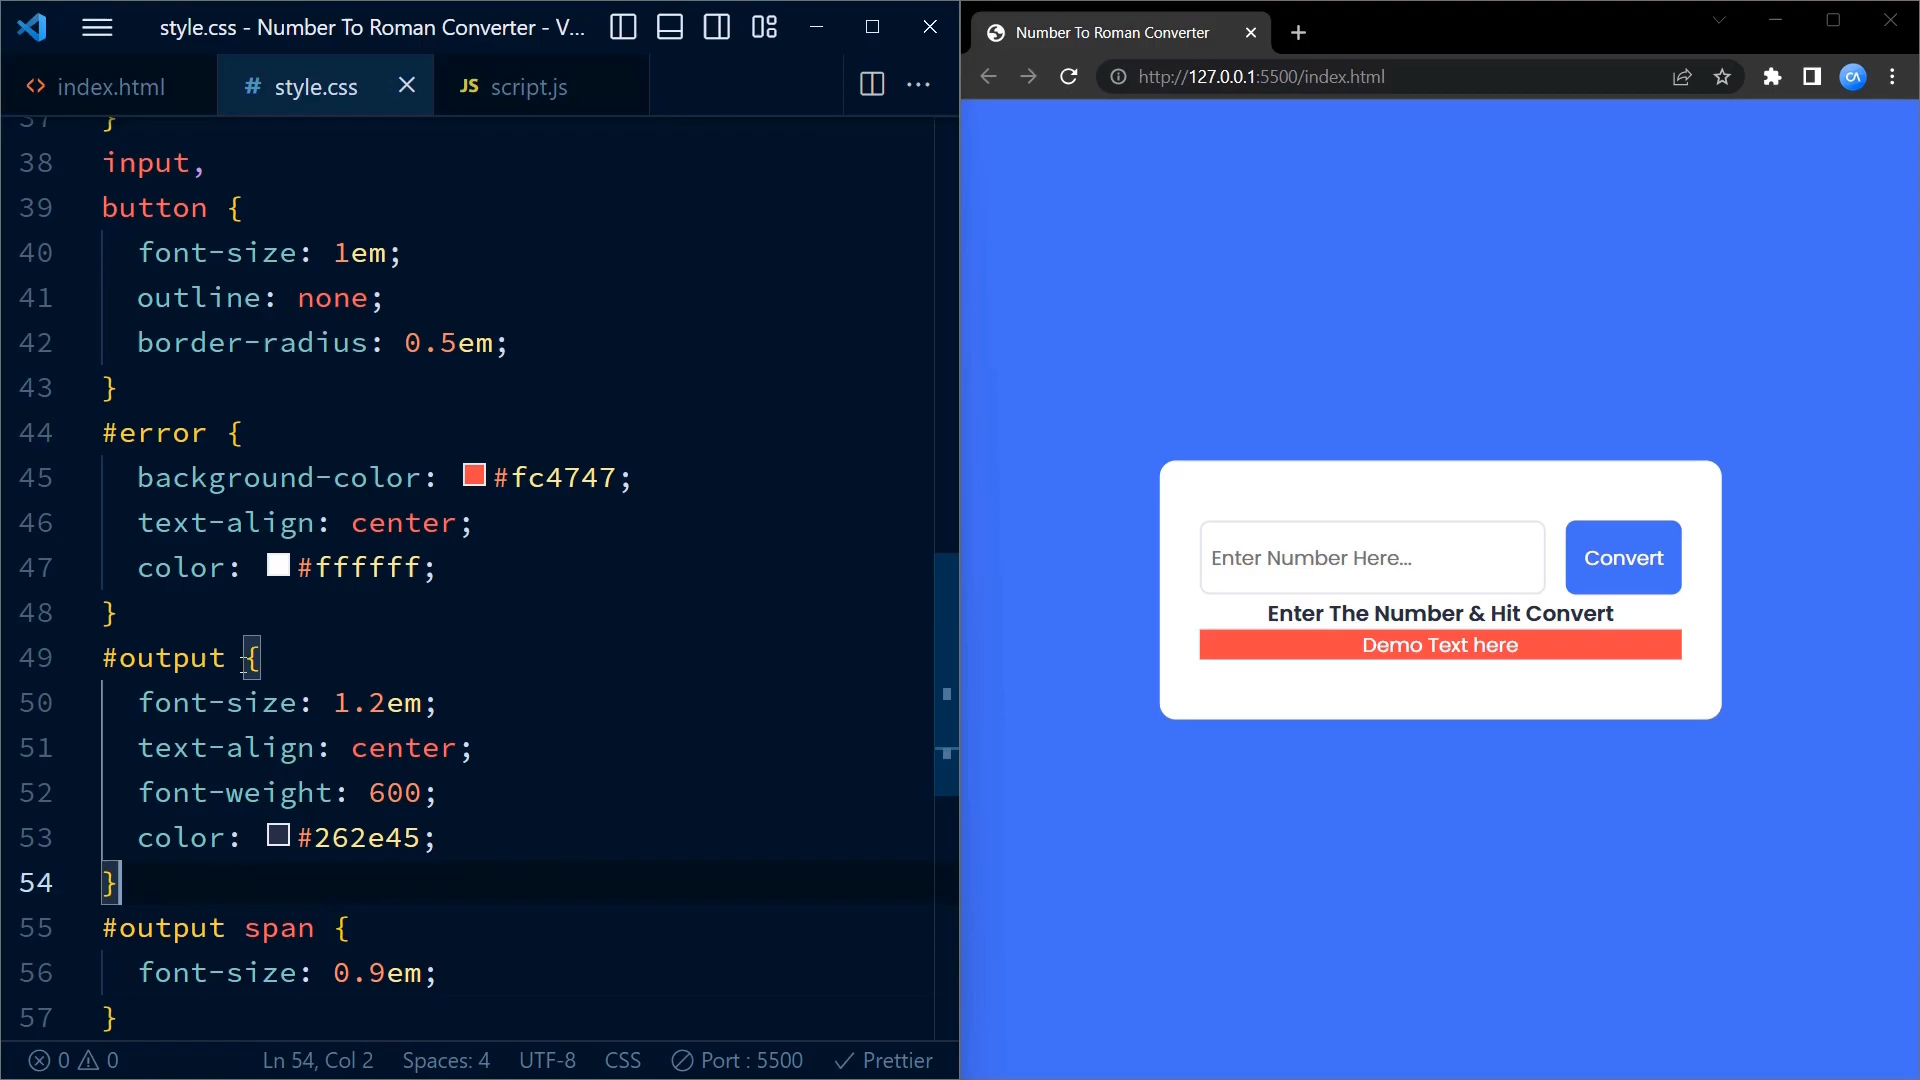 style.css - Number To Roman Converter - V...
index.html
# style.css
JS script.js
37 }
38 input,
39 button {
40 font-size: 1em;
41 outline: none;
42 border-radius: 0.5em;
43 }
44 #error {
45 background-color: #fc4747;
46 text-align: center;
47 color: #ffffff;
48 }
49 #output {
50 font-size: 1.2em;
51 text-align: center;
52 font-weight: 600;
53 color: #262e45;
54 }
55 #output span {
56 font-size: 0.9em;
57 }
0 0 Ln 54, Col 2 Spaces: 4 UTF-8 CSS Port : 5500 Prettier
Number To Roman Converter
http://127.0.0.1:5500/index.html
CA
Enter Number Here...
Convert
Enter The Number & Hit Convert
Demo Text here